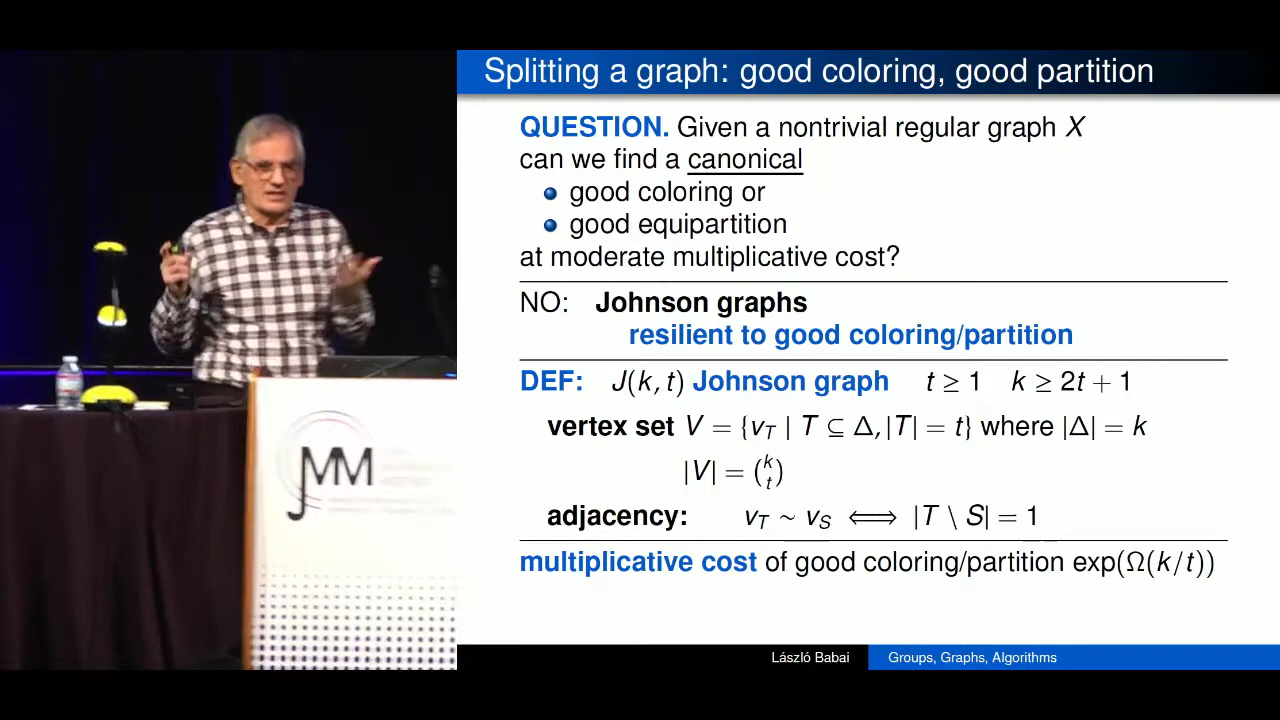 Splitting a graph: good coloring, good partition
QUESTION. Given a nontrivial regular graph X
can we find a canonical
good coloring or
good equipartition
at moderate multiplicative cost?
NO: Johnson graphs
resilient to good coloring/partition
DEF: J(k, t) Johnson graph t ≥ 1 k ≥ 2t + 1
vertex set V = {v_T | T ⊆ Δ, |T| = t} where |Δ| = k
|V| = (k t)
adjacency: v_T ∼ v_S ⟺ |T \ S| = 1
multiplicative cost of good coloring/partition exp(Ω(k/t))
László Babai Groups, Graphs, Algorithms
JMM